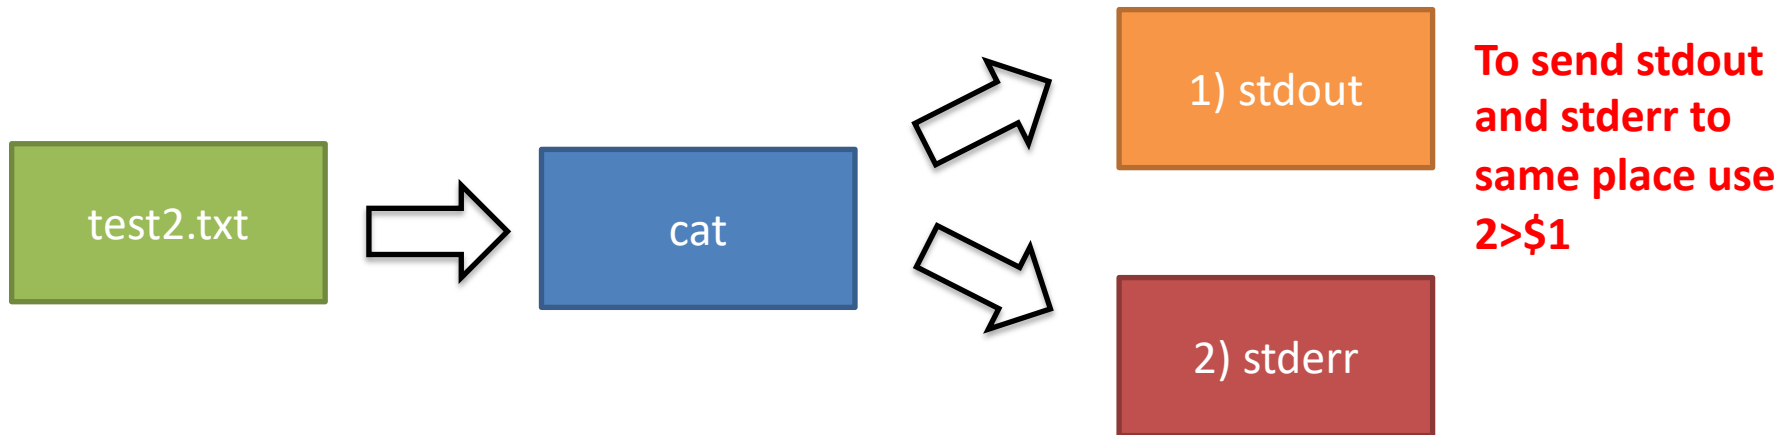 test2.txt
cat
1) stdout
2) stderr
To send stdout
and stderr to
same place use
2>$1